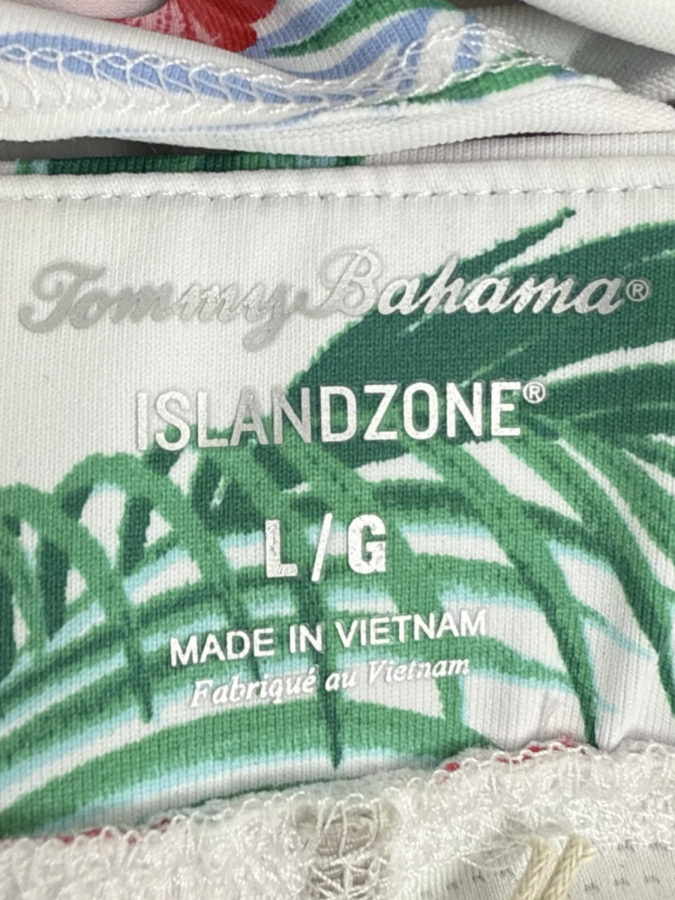 Tommy Bahama®
ISLANDZONE®
L/G
MADE IN VIETNAM
Fabriqué au Vietnam